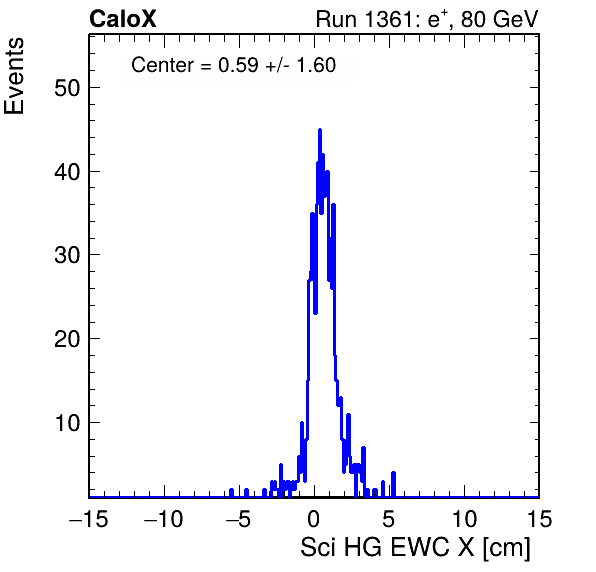 CaloX Run 1361: e⁺, 80 GeV
Events
Center = 0.59 +/- 1.60
50
40
30
20
10
−15 −10 −5 0 5 10 15
Sci HG EWC X [cm]